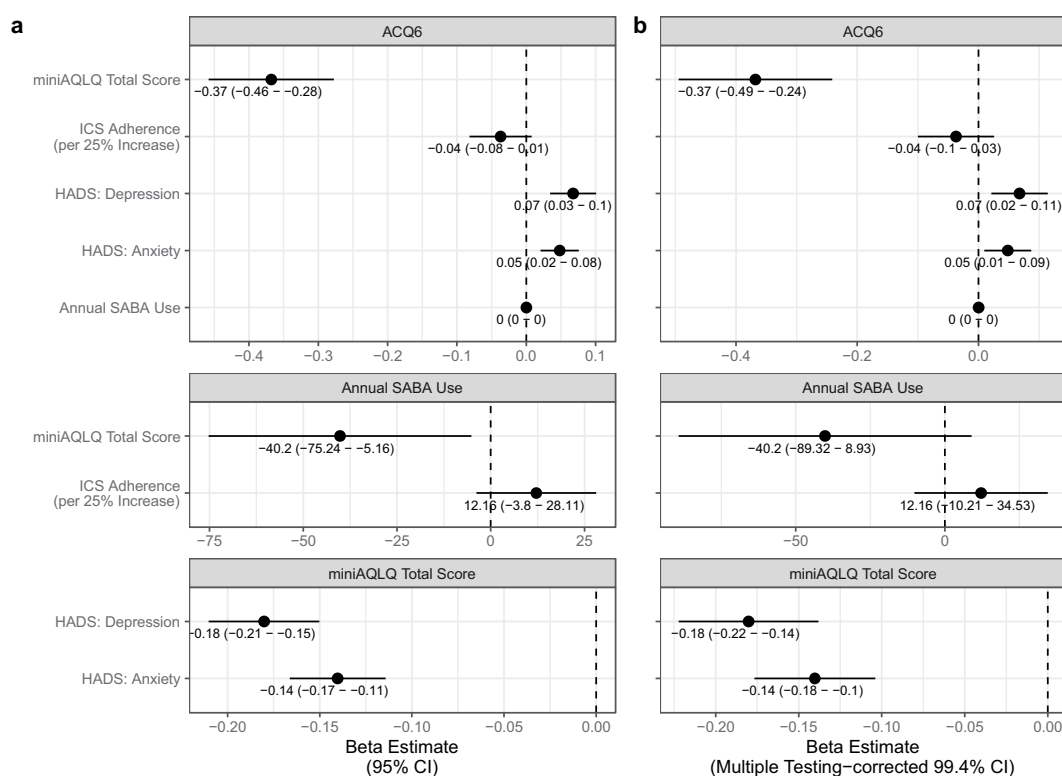 a
ACQ6
miniAQLQ Total Score
−0.37 (−0.46 − −0.28)
ICS Adherence
(per 25% Increase)
−0.04 (−0.08 − 0.01)
HADS: Depression
0.07 (0.03 − 0.1)
HADS: Anxiety
0.05 (0.02 − 0.08)
Annual SABA Use
0 (0 − 0)
−0.4 −0.3 −0.2 −0.1 0.0 0.1
Annual SABA Use
miniAQLQ Total Score
−40.2 (−75.24 − −5.16)
ICS Adherence
(per 25% Increase)
12.16 (−3.8 − 28.11)
−75 −50 −25 0 25
miniAQLQ Total Score
HADS: Depression
−0.18 (−0.21 − −0.15)
HADS: Anxiety
−0.14 (−0.17 − −0.11)
−0.20 −0.15 −0.10 −0.05 0.00
Beta Estimate
(95% CI)
b
ACQ6
−0.37 (−0.49 − −0.24)
−0.04 (−0.1 − 0.03)
0.07 (0.02 − 0.11)
0.05 (0.01 − 0.09)
0 (0 − 0)
−0.4 −0.2 0.0
Annual SABA Use
−40.2 (−89.32 − 8.93)
12.16 (−10.21 − 34.53)
−50 0
miniAQLQ Total Score
−0.18 (−0.22 − −0.14)
−0.14 (−0.18 − −0.1)
−0.20 −0.15 −0.10 −0.05 0.00
Beta Estimate
(Multiple Testing−corrected 99.4% CI)